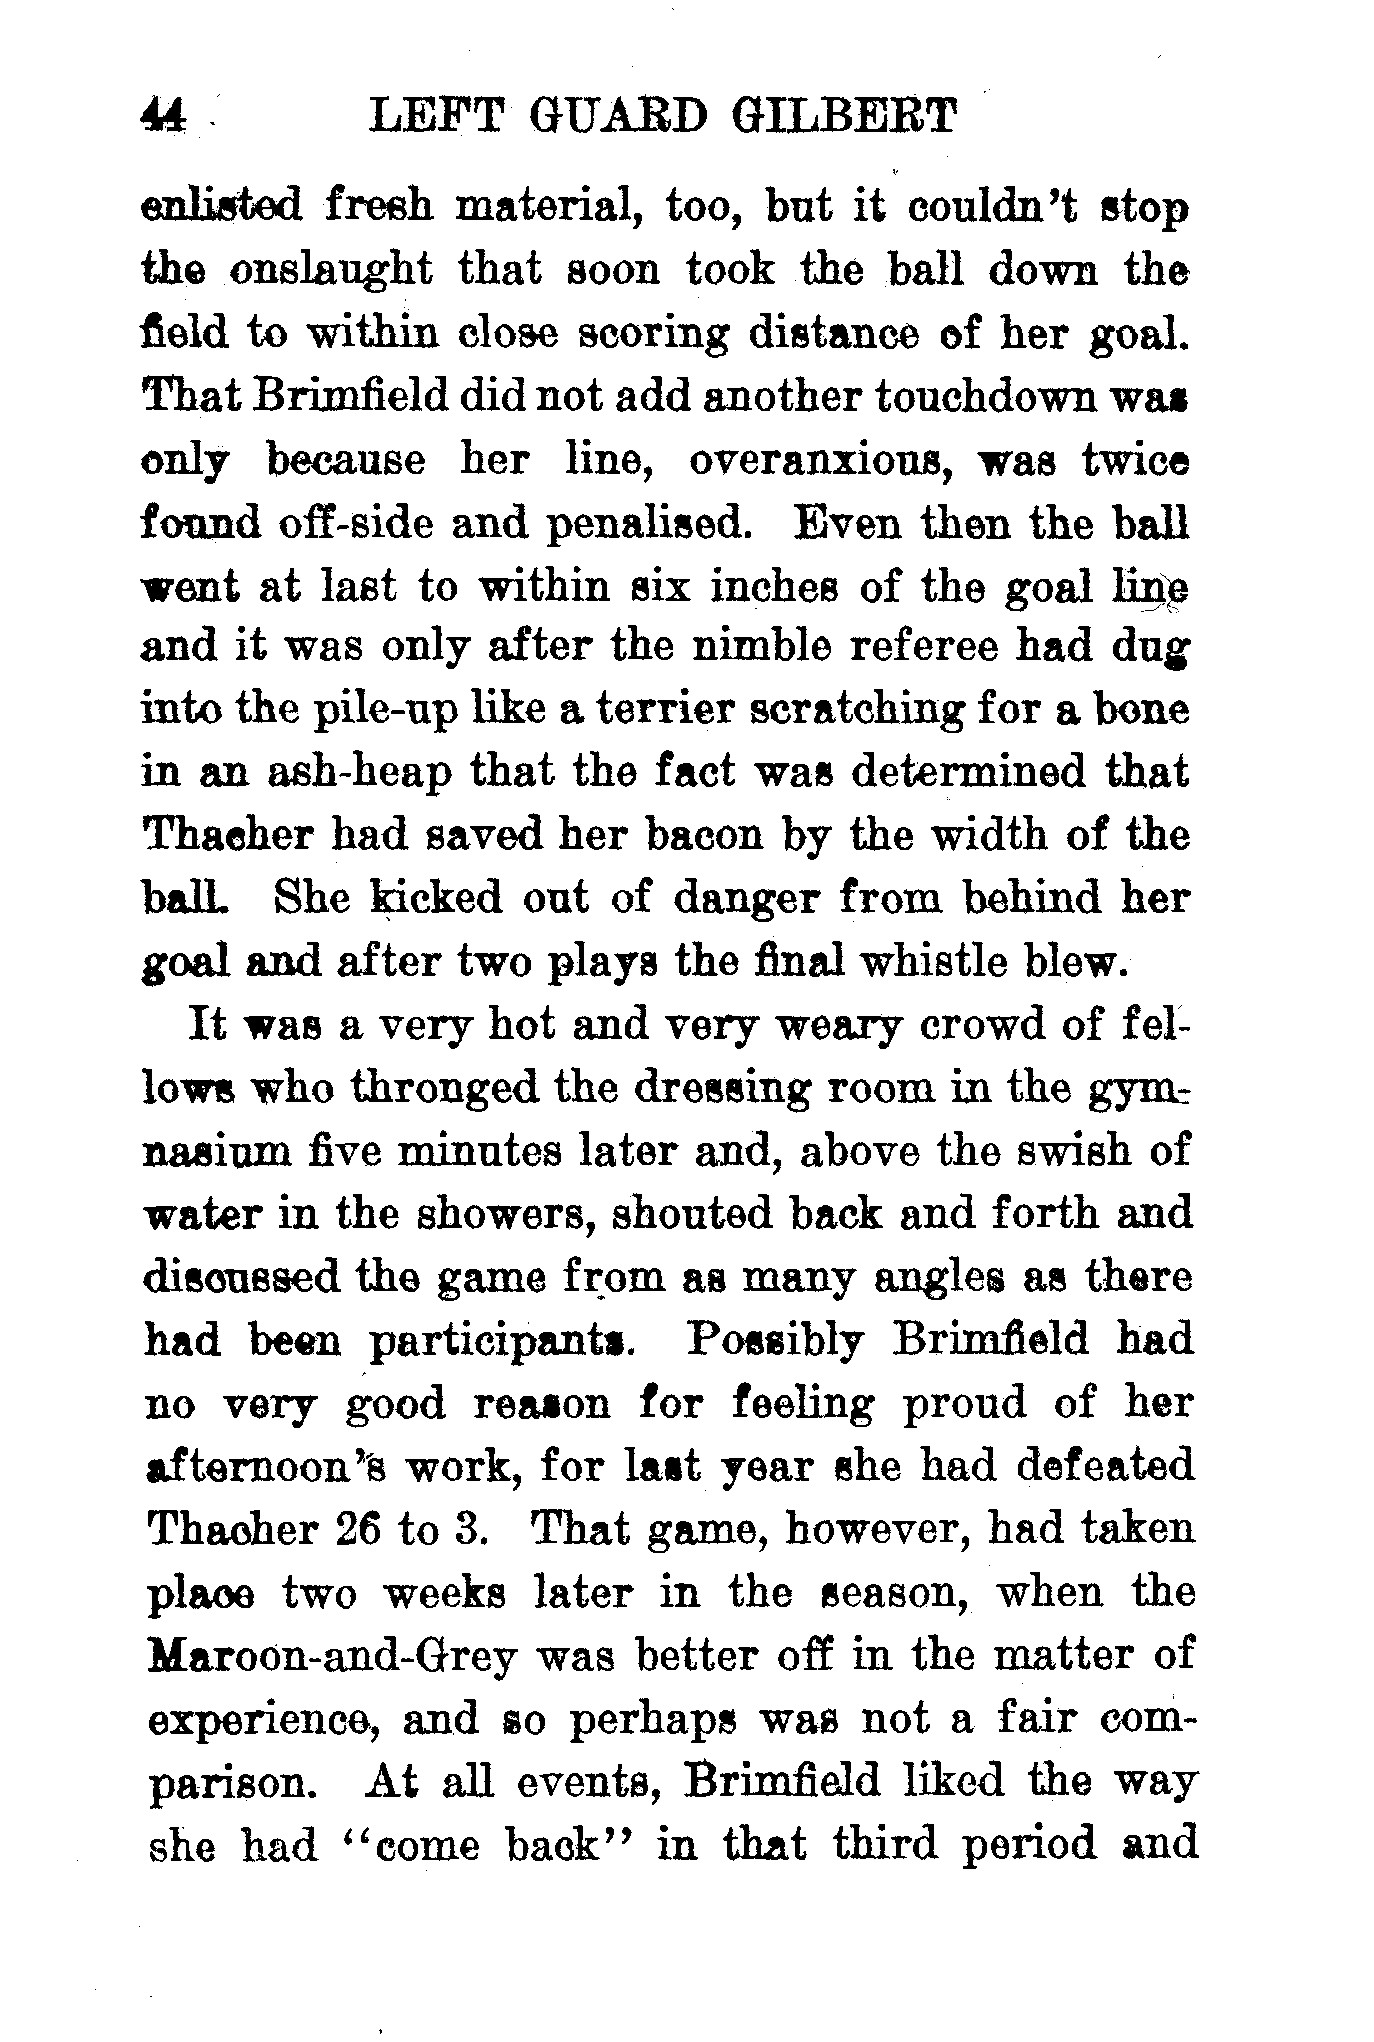 44 LEFT GUARD GILBERT
enlisted fresh material, too, but it couldn't stop
the onslaught that soon took the ball down the
field to within close scoring distance of her goal.
That Brimfield did not add another touchdown was
only because her line, overanxious, was twice
found off-side and penalised. Even then the ball
went at last to within six inches of the goal line
and it was only after the nimble referee had dug
into the pile-up like a terrier scratching for a bone
in an ash-heap that the fact was determined that
Thacher had saved her bacon by the width of the
ball. She kicked out of danger from behind her
goal and after two plays the final whistle blew.
It was a very hot and very weary crowd of fel-
lows who thronged the dressing room in the gym-
nasium five minutes later and, above the swish of
water in the showers, shouted back and forth and
discussed the game from as many angles as there
had been participants. Possibly Brimfield had
no very good reason for feeling proud of her
afternoon's work, for last year she had defeated
Thacher 26 to 3. That game, however, had taken
place two weeks later in the season, when the
Maroon-and-Grey was better off in the matter of
experience, and so perhaps was not a fair com-
parison. At all events, Brimfield liked the way
she had "come back" in that third period and